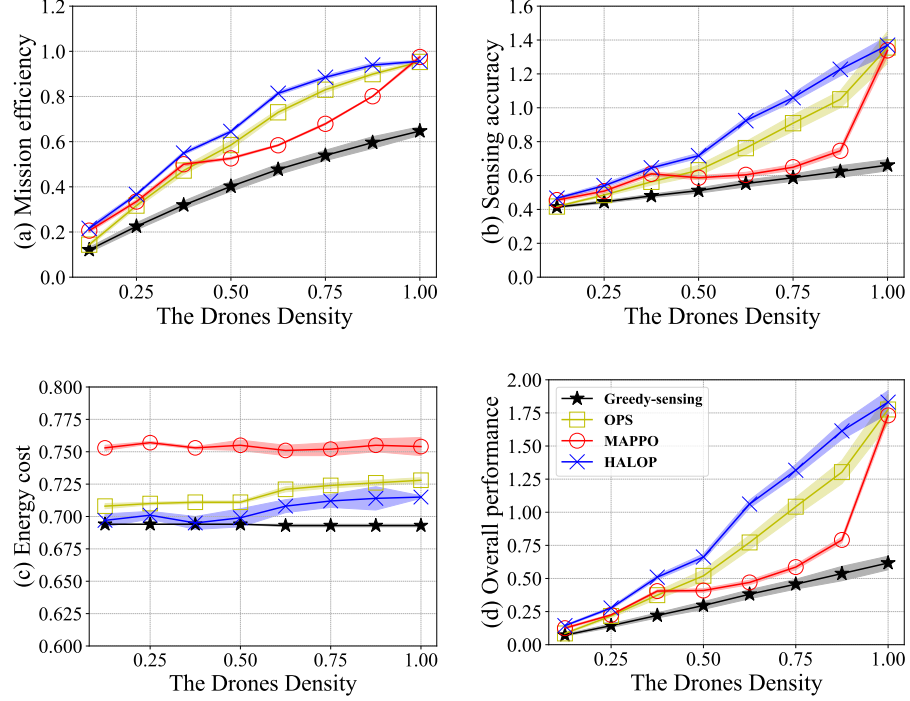 1.2
1.0
0.8
0.6
0.4
0.2
0.0
(a) Mission efficiency
0.25 0.50 0.75 1.00
The Drones Density
1.6
1.4
1.2
1.0
0.8
0.6
0.4
0.2
0.0
(b) Sensing accuracy
0.25 0.50 0.75 1.00
The Drones Density
0.800
0.775
0.750
0.725
0.700
0.675
0.650
0.625
0.600
(c) Energy cost
0.25 0.50 0.75 1.00
The Drones Density
2.00
1.75
1.50
1.25
1.00
0.75
0.50
0.25
0.00
(d) Overall performance
Greedy-sensing
OPS
MAPPO
HALOP
0.25 0.50 0.75 1.00
The Drones Density